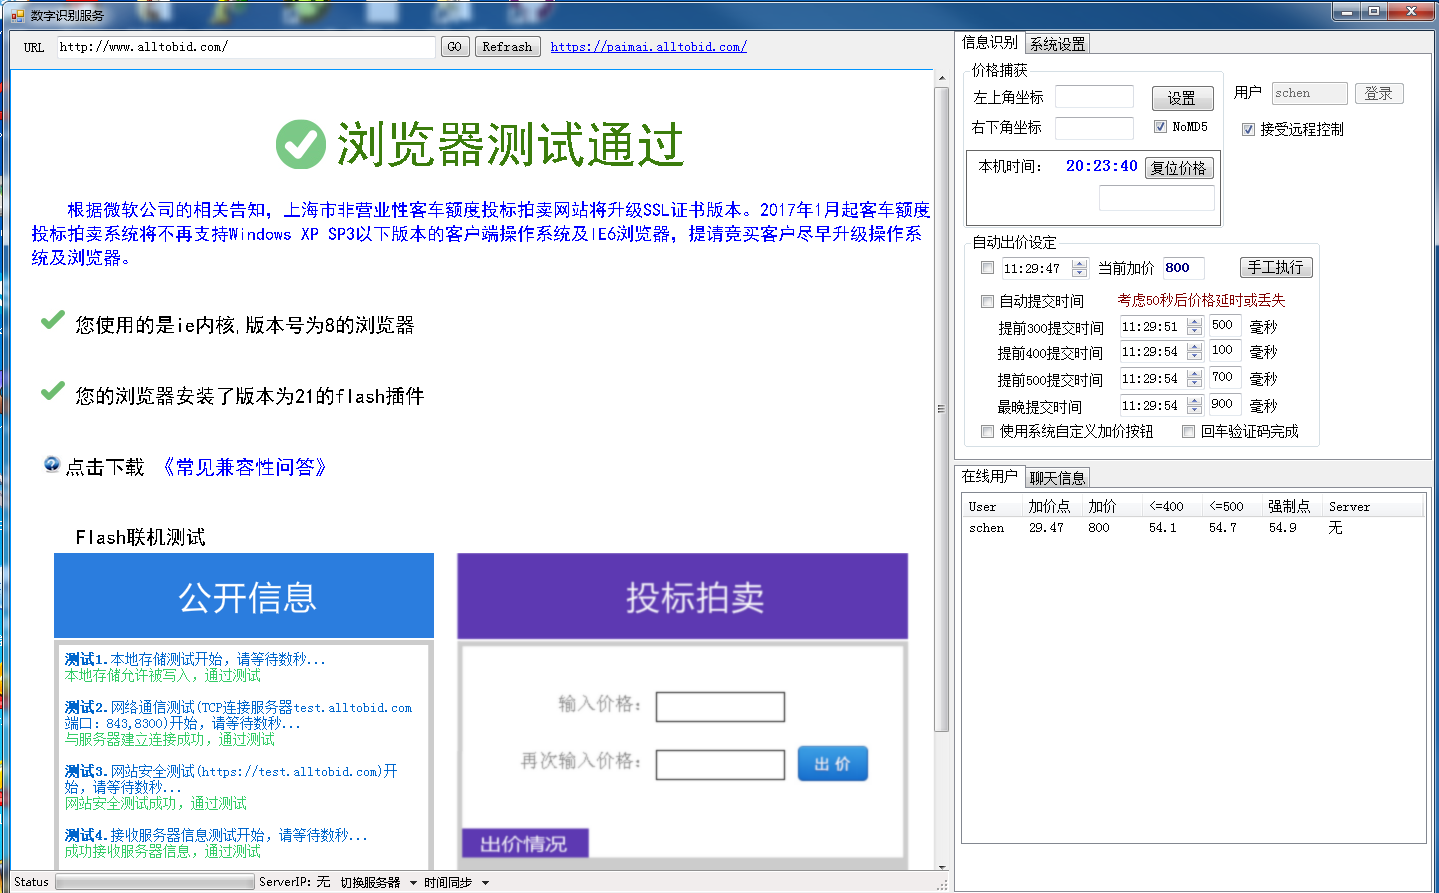 数字识别服务
URL http://www.alltobid.com/ GO Refrash https://paimai.alltobid.com/
浏览器测试通过
根据微软公司的相关告知，上海市非营业性客车额度投标拍卖网站将升级SSL证书版本。2017年1月起客车额度
投标拍卖系统将不再支持Windows XP SP3以下版本的客户端操作系统及IE6浏览器，提请竞买客户尽早升级操作系
统及浏览器。
您使用的是ie内核,版本号为8的浏览器
您的浏览器安装了版本为21的flash插件
点击下载 《常见兼容性问答》
Flash联机测试
公开信息
测试1.本地存储测试开始，请等待数秒...
本地存储允许被写入，通过测试
测试2.网络通信测试(TCP连接服务器test.alltobid.com
端口：843,8300)开始，请等待数秒...
与服务器建立连接成功，通过测试
测试3.网站安全测试(https://test.alltobid.com)开
始，请等待数秒...
网站安全测试成功，通过测试
测试4.接收服务器信息测试开始，请等待数秒...
成功接收服务器信息，通过测试
投标拍卖
输入价格：
再次输入价格： 出价
出价情况
Status ServerIP: 无 切换服务器 时间同步
信息识别 系统设置
价格捕获
左上角坐标 设置
右下角坐标 NoMD5
用户 schen 登录
接受远程控制
本机时间： 20:23:40 复位价格
自动出价设定
11:29:47 当前加价 800 手工执行
自动提交时间 考虑50秒后价格延时或丢失
提前300提交时间 11:29:51 500 毫秒
提前400提交时间 11:29:54 100 毫秒
提前500提交时间 11:29:54 700 毫秒
最晚提交时间 11:29:54 900 毫秒
使用系统自定义加价按钮 回车验证码完成
在线用户 聊天信息
User 加价点 加价 <=400 <=500 强制点 Server
schen 29.47 800 54.1 54.7 54.9 无